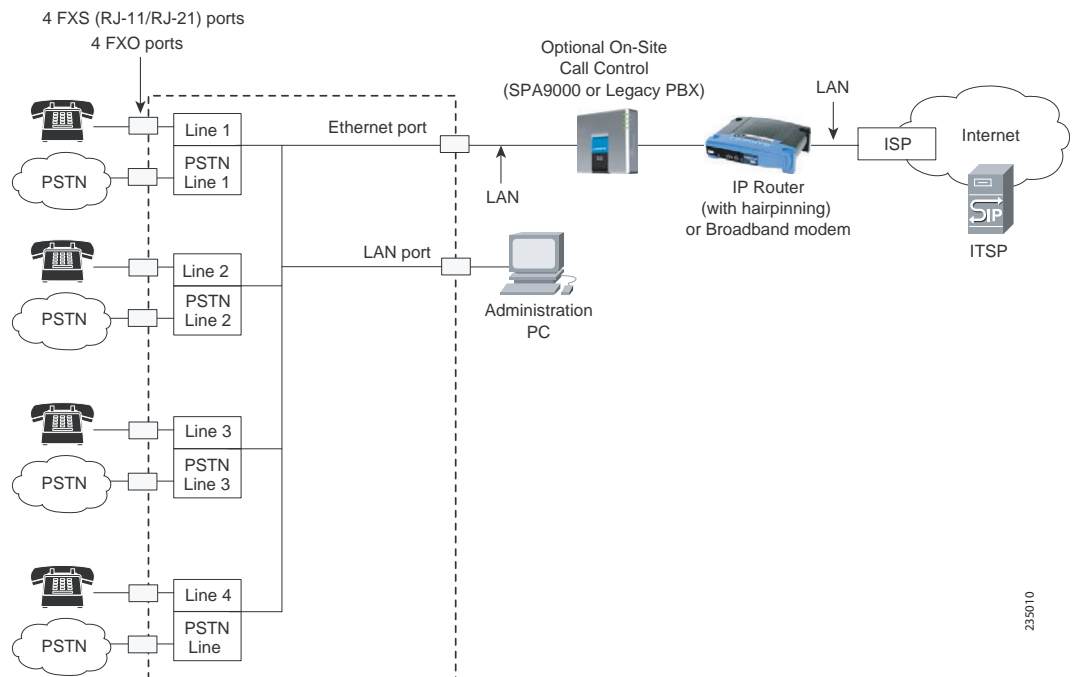 4 FXS (RJ-11/RJ-21) ports
4 FXO ports
Optional On-Site
Call Control
(SPA9000 or Legacy PBX)
LAN
Line 1
PSTN
Line 1
PSTN
Ethernet port
LAN
ISP
Internet
IP Router
(with hairpinning)
or Broadband modem
SIP
ITSP
Line 2
PSTN
Line 2
PSTN
LAN port
Administration
PC
Line 3
PSTN
Line 3
PSTN
Line 4
PSTN
Line
PSTN
235010